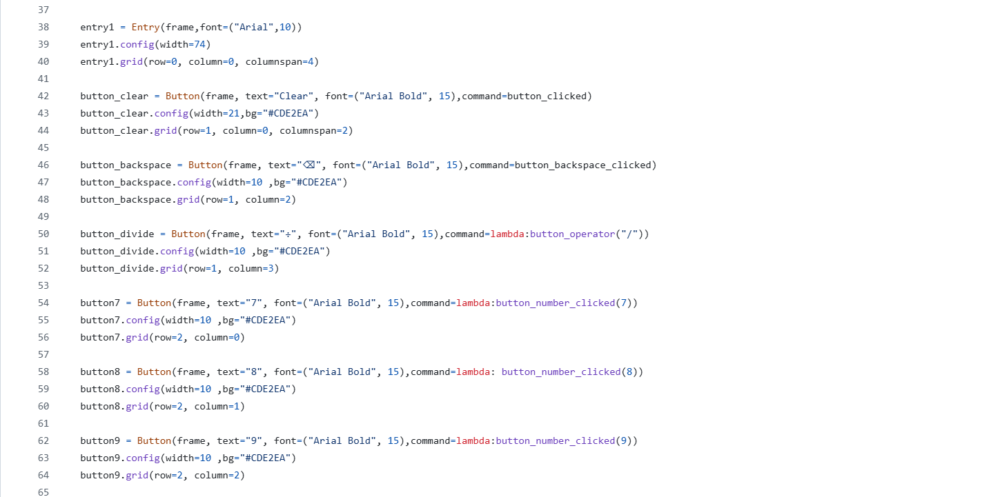 37
38 entry1 = Entry(frame,font=("Arial",10))
39 entry1.config(width=74)
40 entry1.grid(row=0, column=0, columnspan=4)
41
42 button_clear = Button(frame, text="Clear", font=("Arial Bold", 15),command=button_clicked)
43 button_clear.config(width=21,bg="#CDE2EA")
44 button_clear.grid(row=1, column=0, columnspan=2)
45
46 button_backspace = Button(frame, text="⌫", font=("Arial Bold", 15),command=button_backspace_clicked)
47 button_backspace.config(width=10 ,bg="#CDE2EA")
48 button_backspace.grid(row=1, column=2)
49
50 button_divide = Button(frame, text="÷", font=("Arial Bold", 15),command=lambda:button_operator("/"))
51 button_divide.config(width=10 ,bg="#CDE2EA")
52 button_divide.grid(row=1, column=3)
53
54 button7 = Button(frame, text="7", font=("Arial Bold", 15),command=lambda:button_number_clicked(7))
55 button7.config(width=10 ,bg="#CDE2EA")
56 button7.grid(row=2, column=0)
57
58 button8 = Button(frame, text="8", font=("Arial Bold", 15),command=lambda: button_number_clicked(8))
59 button8.config(width=10 ,bg="#CDE2EA")
60 button8.grid(row=2, column=1)
61
62 button9 = Button(frame, text="9", font=("Arial Bold", 15),command=lambda:button_number_clicked(9))
63 button9.config(width=10 ,bg="#CDE2EA")
64 button9.grid(row=2, column=2)
65